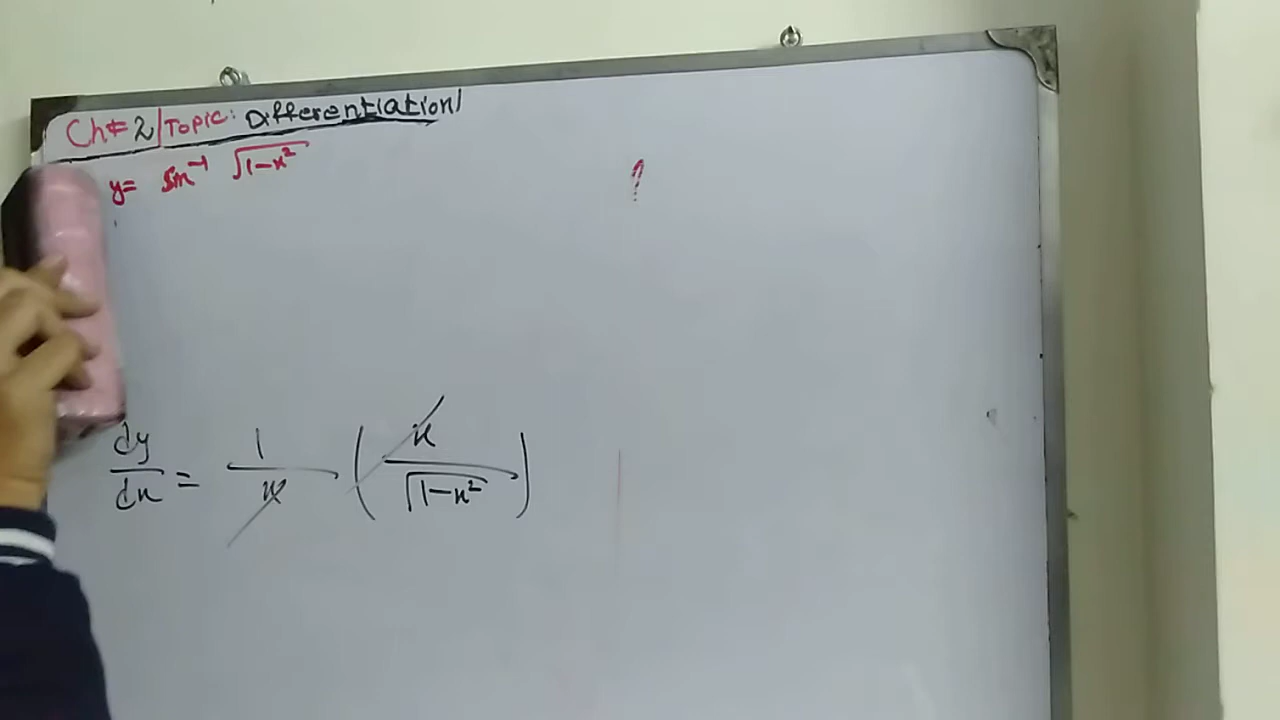 Ch#2 | Topic: Differentiation
y= Sin⁻¹ √1-x²
?
dy/dx = 1/x ( x/√1-x² )